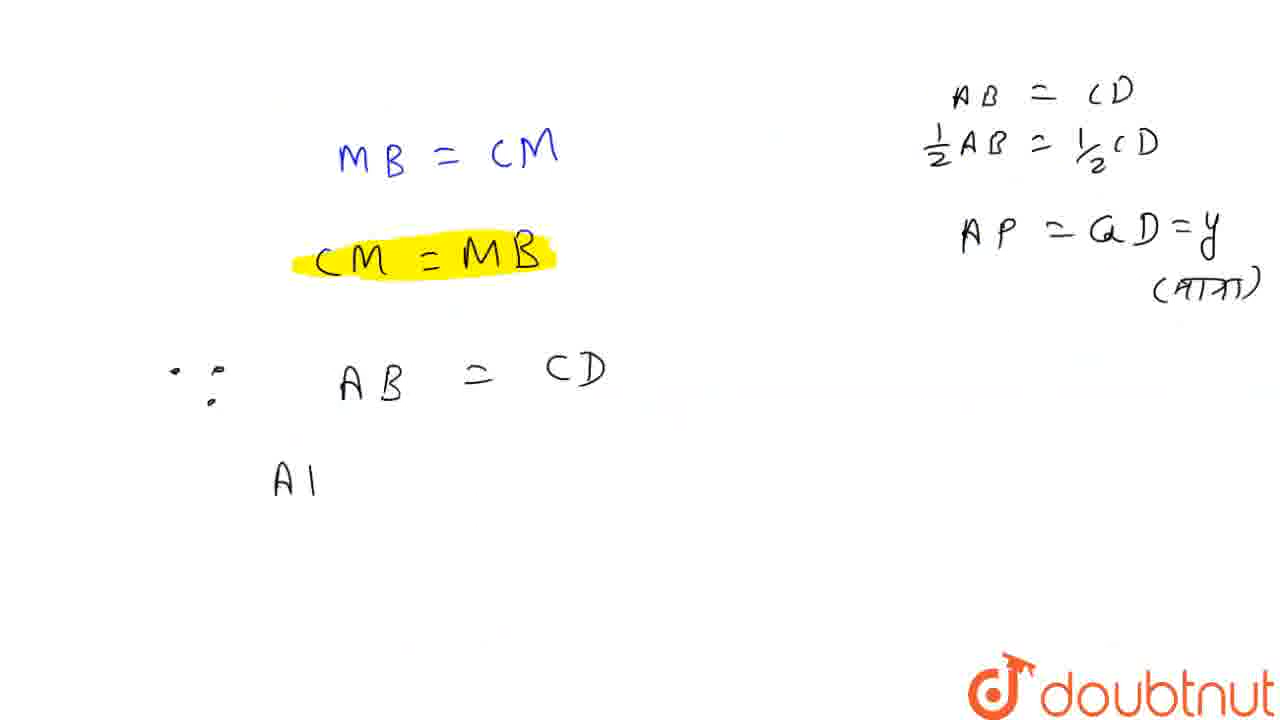 MB = CM
CM = MB
∵ AB = CD
A
AB = CD
1/2 AB = 1/2 CD
AP = QD = y
(माना)
doubtnut